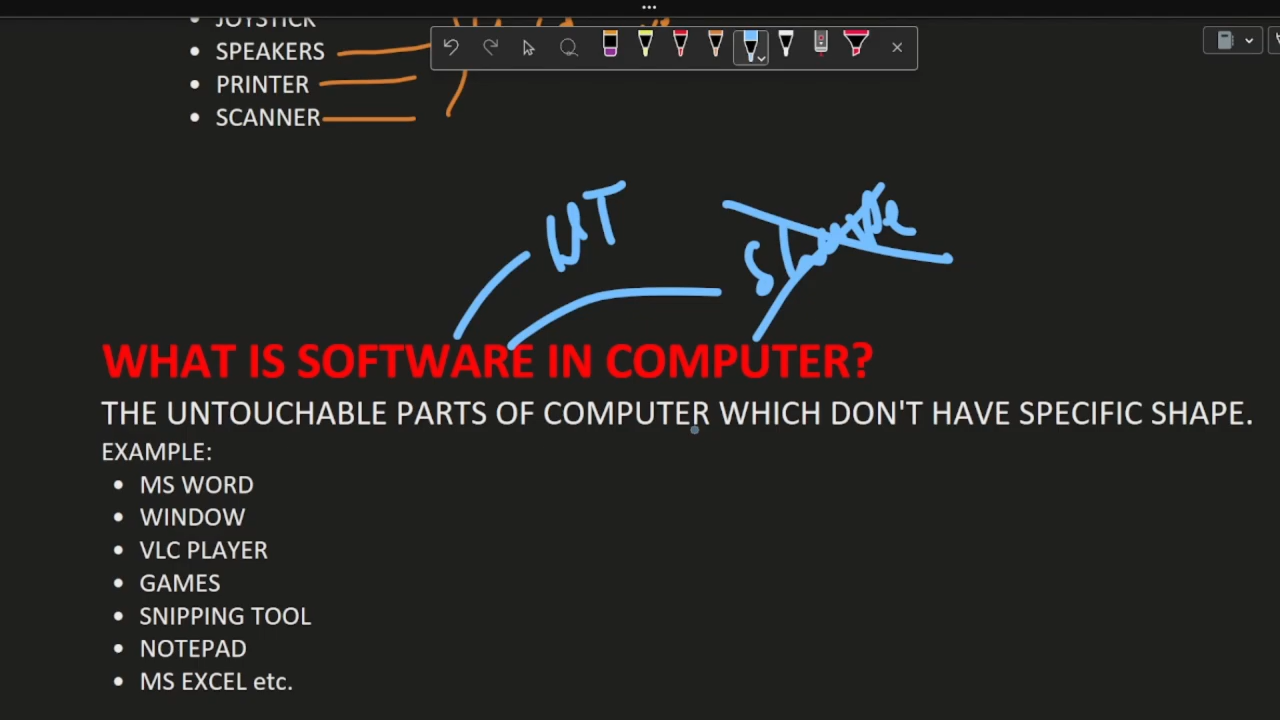 JOYSTICK
SPEAKERS
PRINTER
SCANNER
UT
shape
WHAT IS SOFTWARE IN COMPUTER?
THE UNTOUCHABLE PARTS OF COMPUTER WHICH DON'T HAVE SPECIFIC SHAPE.
EXAMPLE:
MS WORD
WINDOW
VLC PLAYER
GAMES
SNIPPING TOOL
NOTEPAD
MS EXCEL etc.